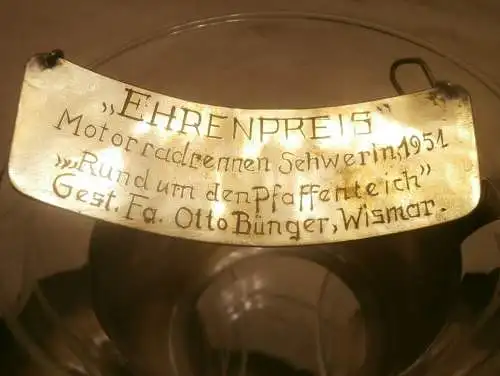 „EHRENPREIS"
Motorradrennen Schwerin,1951
„Rund um den Pfaffenteich"
Gest. Fa. Otto Bünger, Wismar.